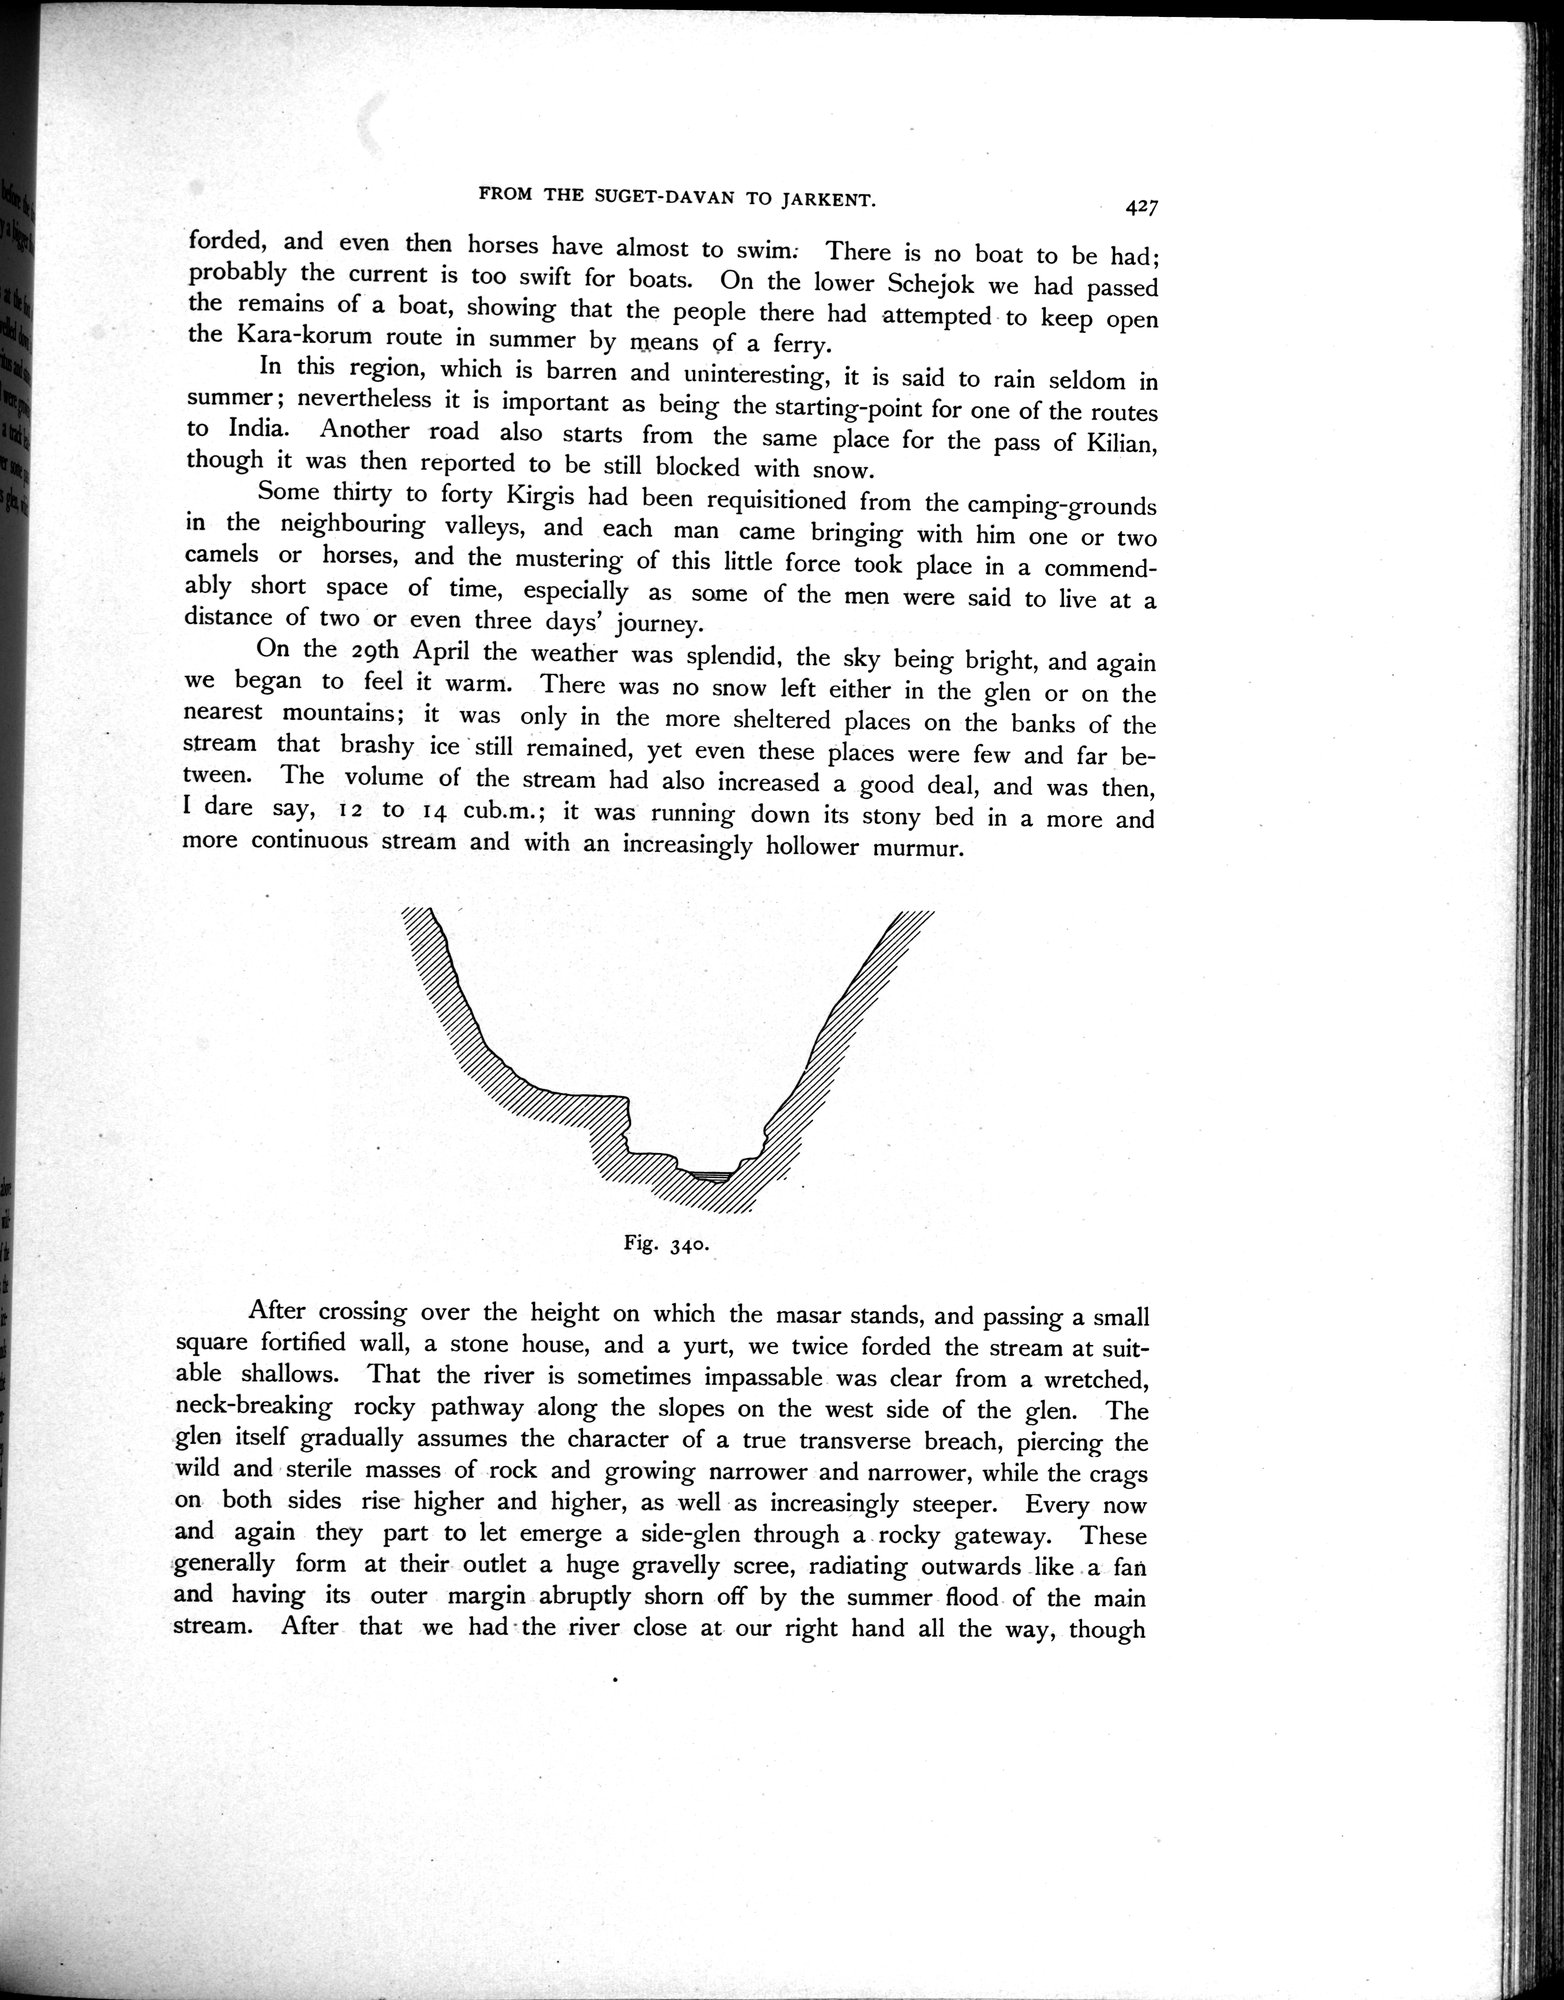 FROM THE SUGET-DAVAN TO JARKENT. 427
forded, and even then horses have almost to swim. There is no boat to be had;
probably the current is too swift for boats. On the lower Schejok we had passed
the remains of a boat, showing that the people there had attempted to keep open
the Kara-korum route in summer by means of a ferry.
In this region, which is barren and uninteresting, it is said to rain seldom in
summer; nevertheless it is important as being the starting-point for one of the routes
to India. Another road also starts from the same place for the pass of Kilian,
though it was then reported to be still blocked with snow.
Some thirty to forty Kirgis had been requisitioned from the camping-grounds
in the neighbouring valleys, and each man came bringing with him one or two
camels or horses, and the mustering of this little force took place in a commend-
ably short space of time, especially as some of the men were said to live at a
distance of two or even three days' journey.
On the 29th April the weather was splendid, the sky being bright, and again
we began to feel it warm. There was no snow left either in the glen or on the
nearest mountains; it was only in the more sheltered places on the banks of the
stream that brashy ice still remained, yet even these places were few and far be-
tween. The volume of the stream had also increased a good deal, and was then,
I dare say, 12 to 14 cub.m.; it was running down its stony bed in a more and
more continuous stream and with an increasingly hollower murmur.
Fig. 340.
After crossing over the height on which the masar stands, and passing a small
square fortified wall, a stone house, and a yurt, we twice forded the stream at suit-
able shallows. That the river is sometimes impassable was clear from a wretched,
neck-breaking rocky pathway along the slopes on the west side of the glen. The
glen itself gradually assumes the character of a true transverse breach, piercing the
wild and sterile masses of rock and growing narrower and narrower, while the crags
on both sides rise higher and higher, as well as increasingly steeper. Every now
and again they part to let emerge a side-glen through a rocky gateway. These
generally form at their outlet a huge gravelly scree, radiating outwards like a fan
and having its outer margin abruptly shorn off by the summer flood of the main
stream. After that we had the river close at our right hand all the way, though